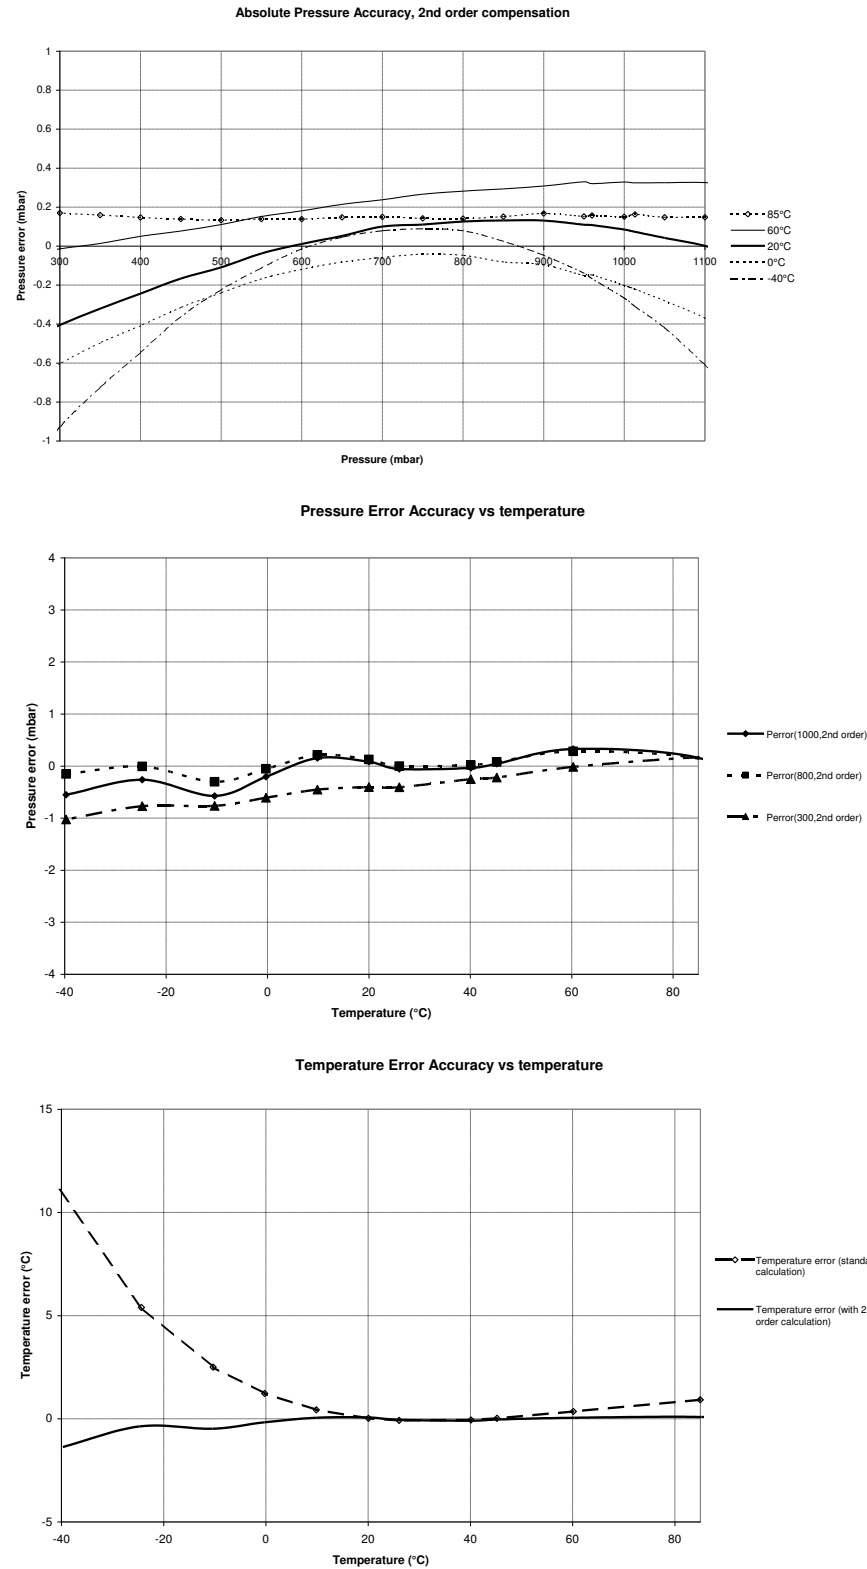 Absolute Pressure Accuracy, 2nd order compensation
1
0.8
0.6
0.4
0.2
0
-0.2
-0.4
-0.6
-0.8
-1
300 400 500 600 700 800 900 1000 1100
Pressure error (mbar)
Pressure (mbar)
85°C
60°C
20°C
0°C
-40°C
Pressure Error Accuracy vs temperature
4
3
2
1
0
-1
-2
-3
-4
-40 -20 0 20 40 60 80
Pressure error (mbar)
Temperature (°C)
Perror(1000,2nd order)
Perror(800,2nd order)
Perror(300,2nd order)
Temperature Error Accuracy vs temperature
15
10
5
0
-5
-40 -20 0 20 40 60 80
Temperature error (°C)
Temperature (°C)
Temperature error (standa
calculation)
Temperature error (with 2
order calculation)